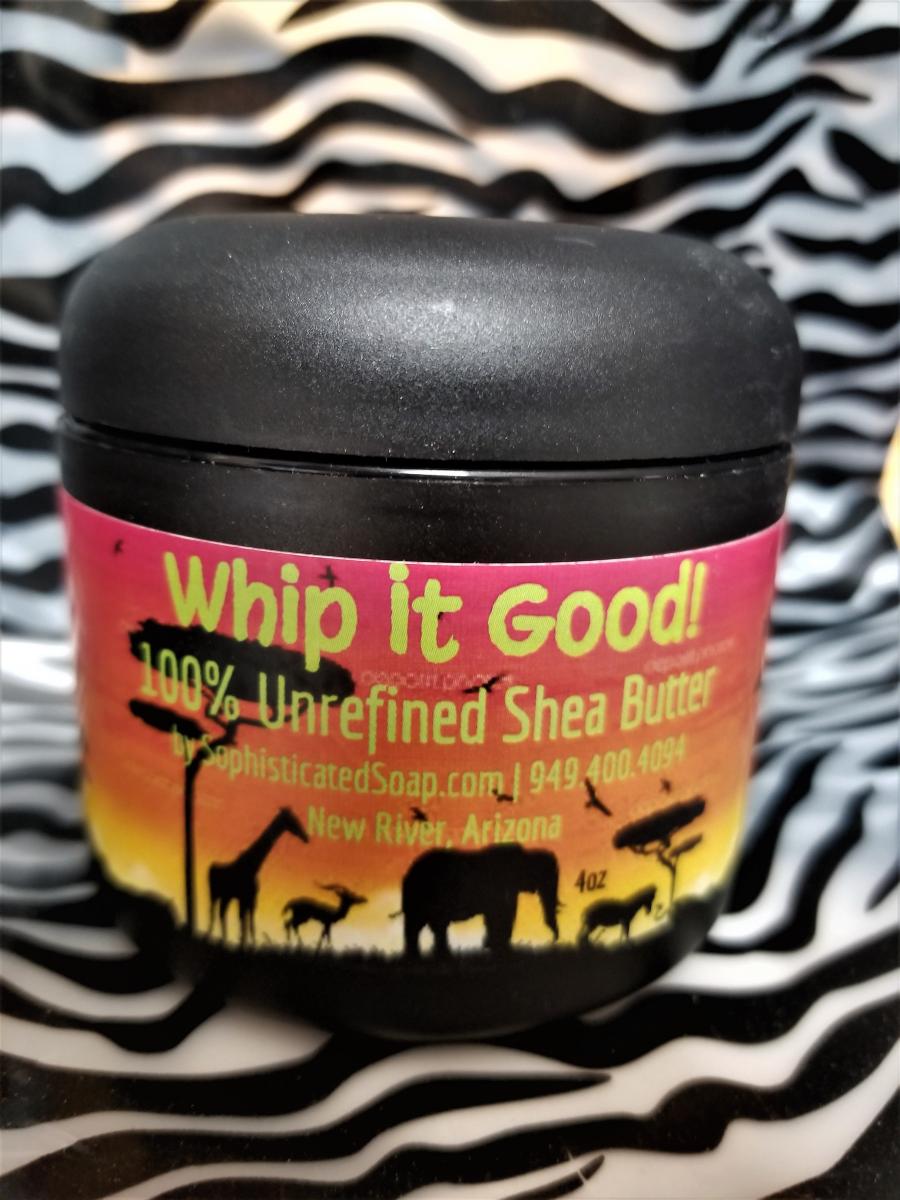 Whip it Good!
100% Unrefined Shea Butter
by SophisticatedSoap.com | 949.400.4094
New River, Arizona
4oz